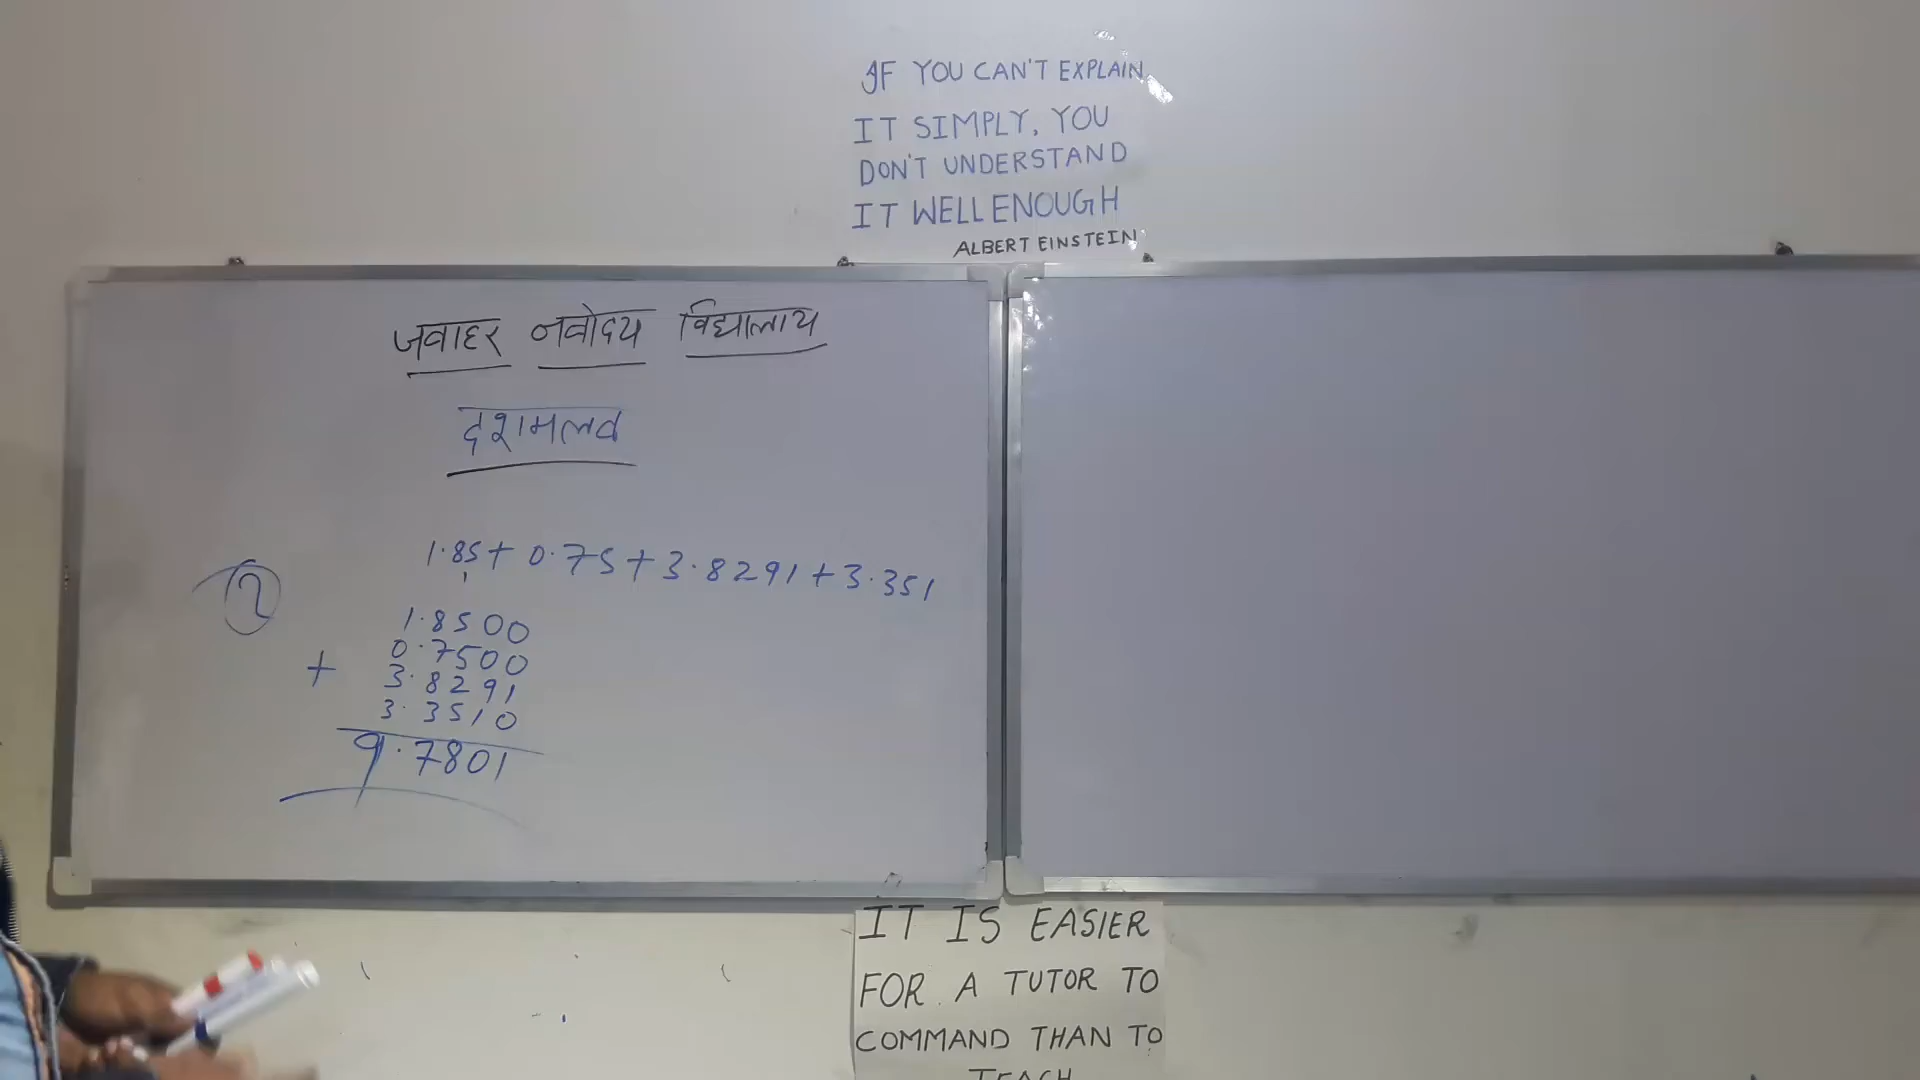 IF YOU CAN'T EXPLAIN
IT SIMPLY, YOU
DON'T UNDERSTAND
IT WELL ENOUGH
ALBERT EINSTEIN
जवाहर नवोदय विद्यालाय
दशमलव
1.85+ 0.75+3.8291+3.351
2
1.8500
0.7500
+ 3.8291
3.3510
9.7801
IT IS EASIER
FOR A TUTOR TO
COMMAND THAN TO
TEACH